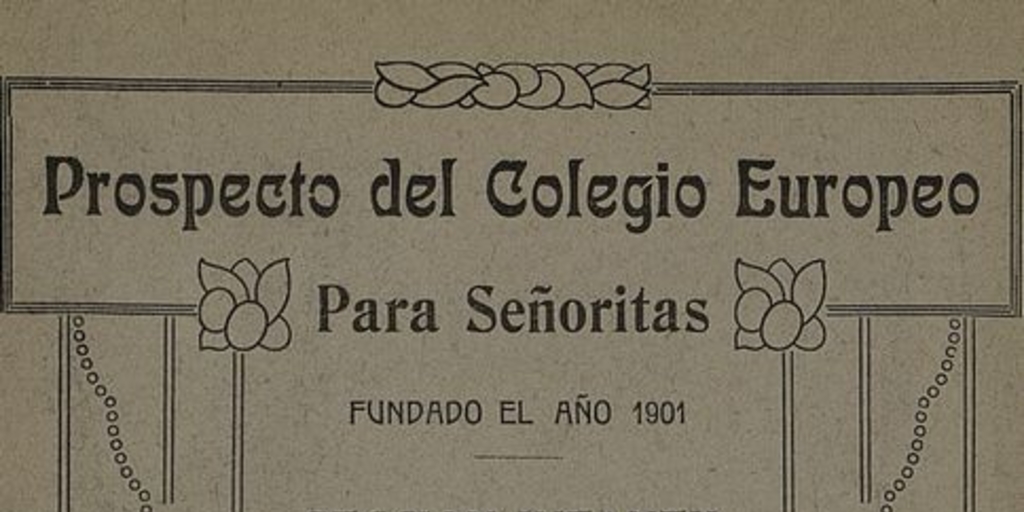 Prospecto del Colegio Europeo
Para Señoritas
FUNDADO EL AÑO 1901